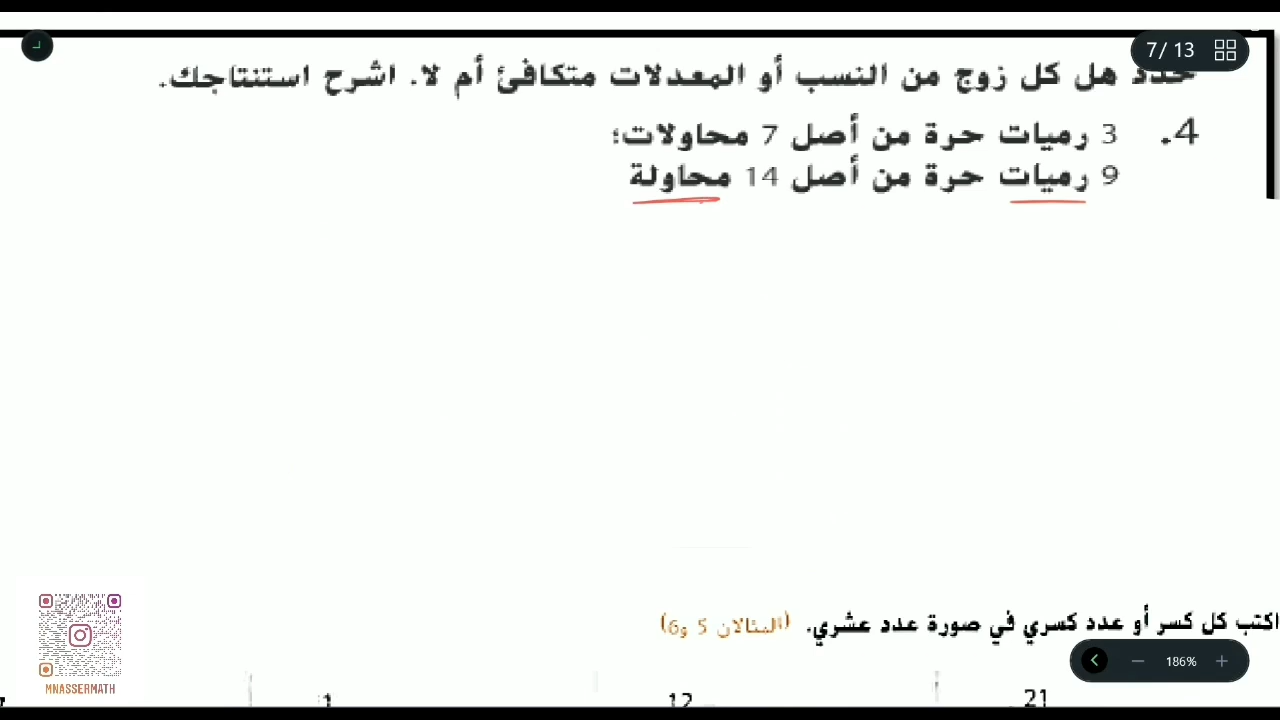 7/ 13
حدد هل كل زوج من النسب أو المعدلات متكافئ أم لا. اشرح استنتاجك.
4. 3 رميات حرة من أصل 7 محاولات؛
9 رميات حرة من أصل 14 محاولة
اكتب كل كسر أو عدد كسري في صورة عدد عشري. (المثالان 5 و6)
186%
MNASSERMATH
1 12 21